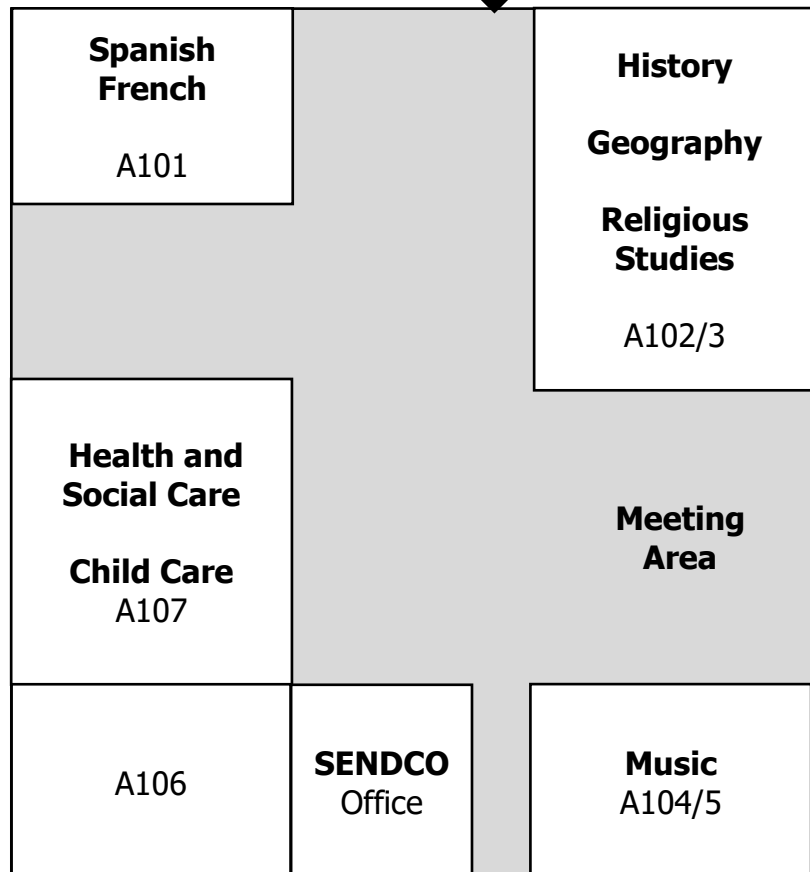 Spanish
French
A101
History
Geography
Religious
Studies
A102/3
Health and
Social Care
Child Care
A107
Meeting
Area
A106
SENDCO
Office
Music
A104/5